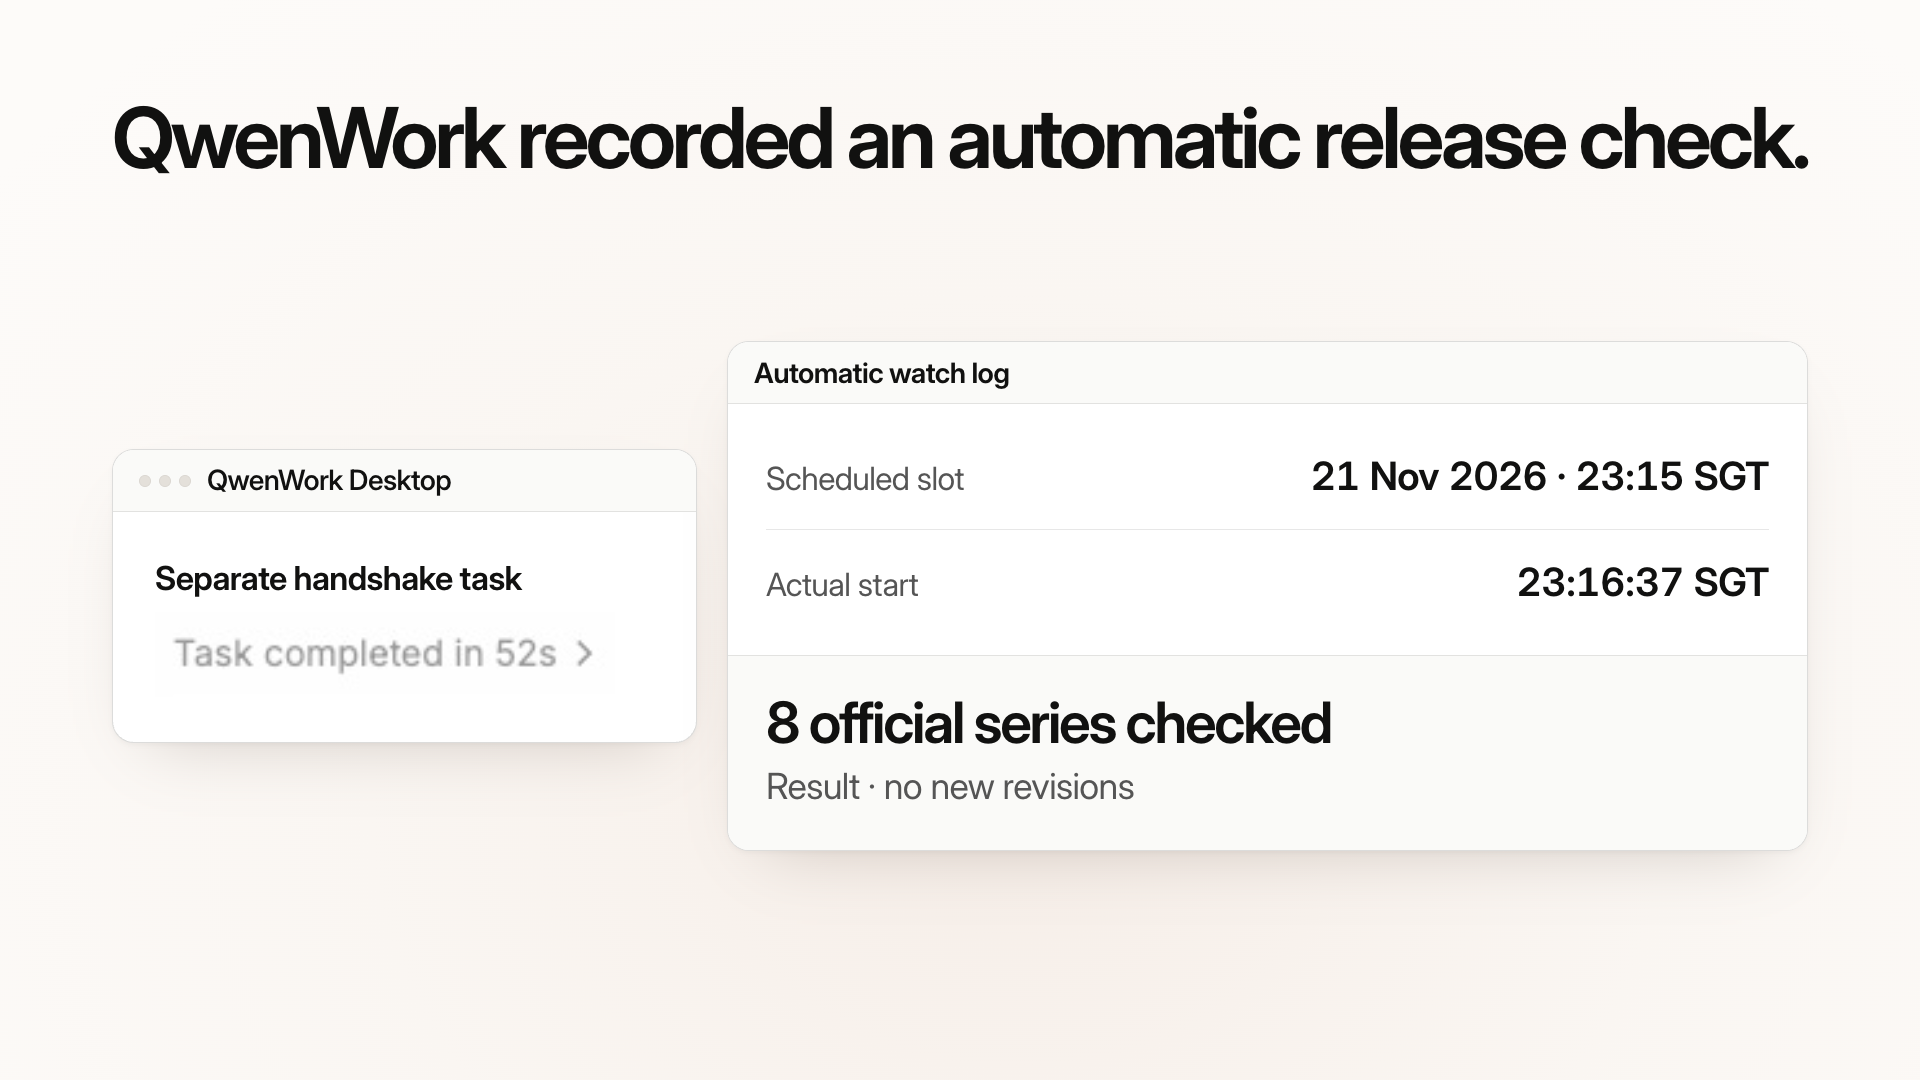 QwenWork recorded an automatic release check.
QwenWork Desktop
Separate handshake task
Task completed in 52s >
Automatic watch log
Scheduled slot 21 Nov 2026 · 23:15 SGT
Actual start 23:16:37 SGT
8 official series checked
Result · no new revisions